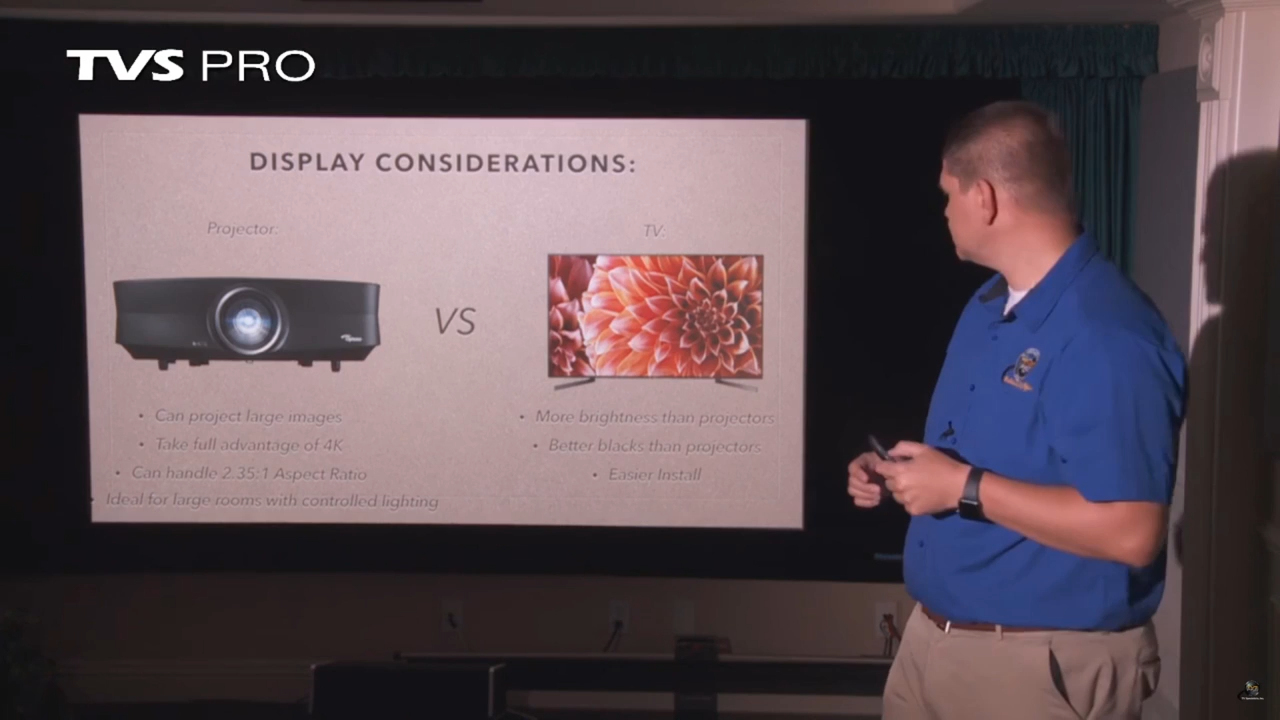 TVS PRO
DISPLAY CONSIDERATIONS:
Projector:
TV:
VS
• Can project large images
• Take full advantage of 4K
• Can handle 2.35:1 Aspect Ratio
• Ideal for large rooms with controlled lighting
• More brightness than projectors
• Better blacks than projectors
• Easier Install